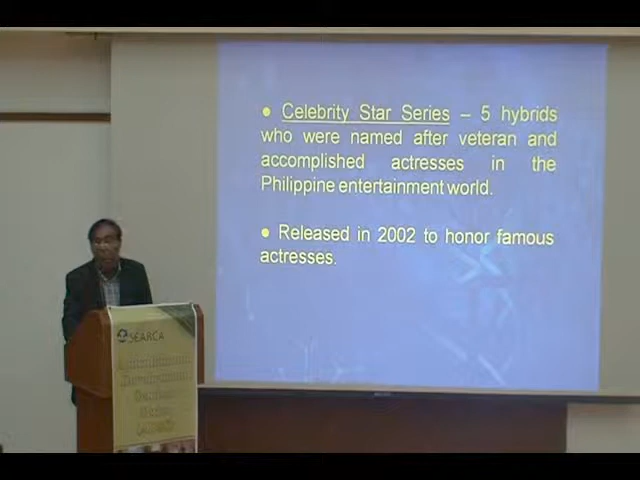 ● Celebrity Star Series – 5 hybrids
who were named after veteran and
accomplished actresses in the
Philippine entertainment world.
● Released in 2002 to honor famous
actresses.
SEARCA